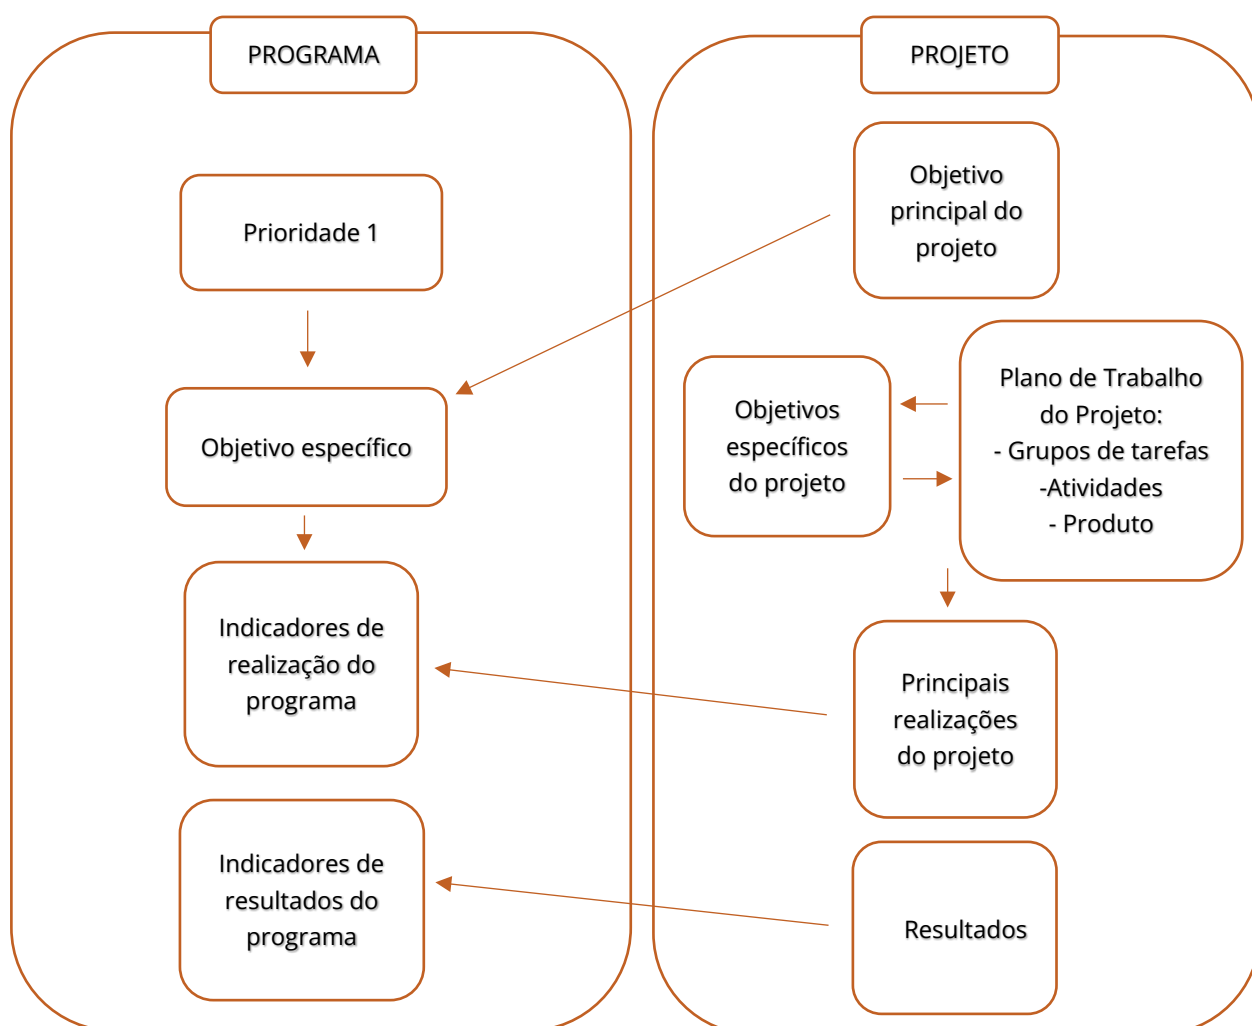 PROGRAMA
Prioridade 1
Objetivo específico
Indicadores de
realização do
programa
Indicadores de
resultados do
programa
PROJETO
Objetivo
principal do
projeto
Objetivos
específicos
do projeto
Plano de Trabalho
do Projeto:
- Grupos de tarefas
-Atividades
- Produto
Principais
realizações
do projeto
Resultados